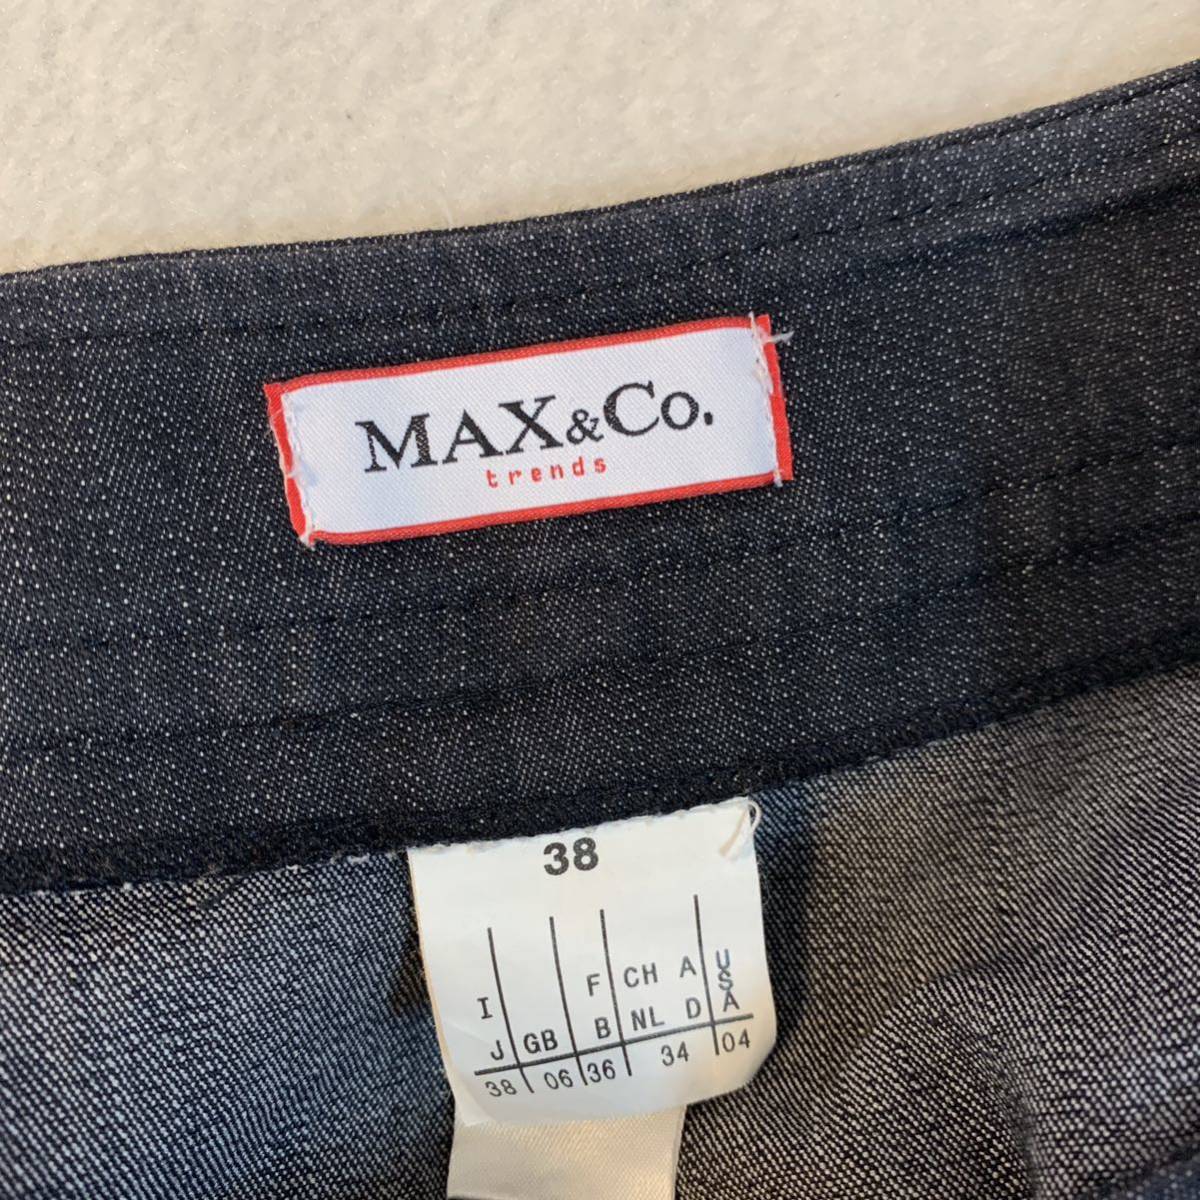 MAX&Co.
trends
38
I F CH A USA
J GB B NL D
38 06 36 34 04